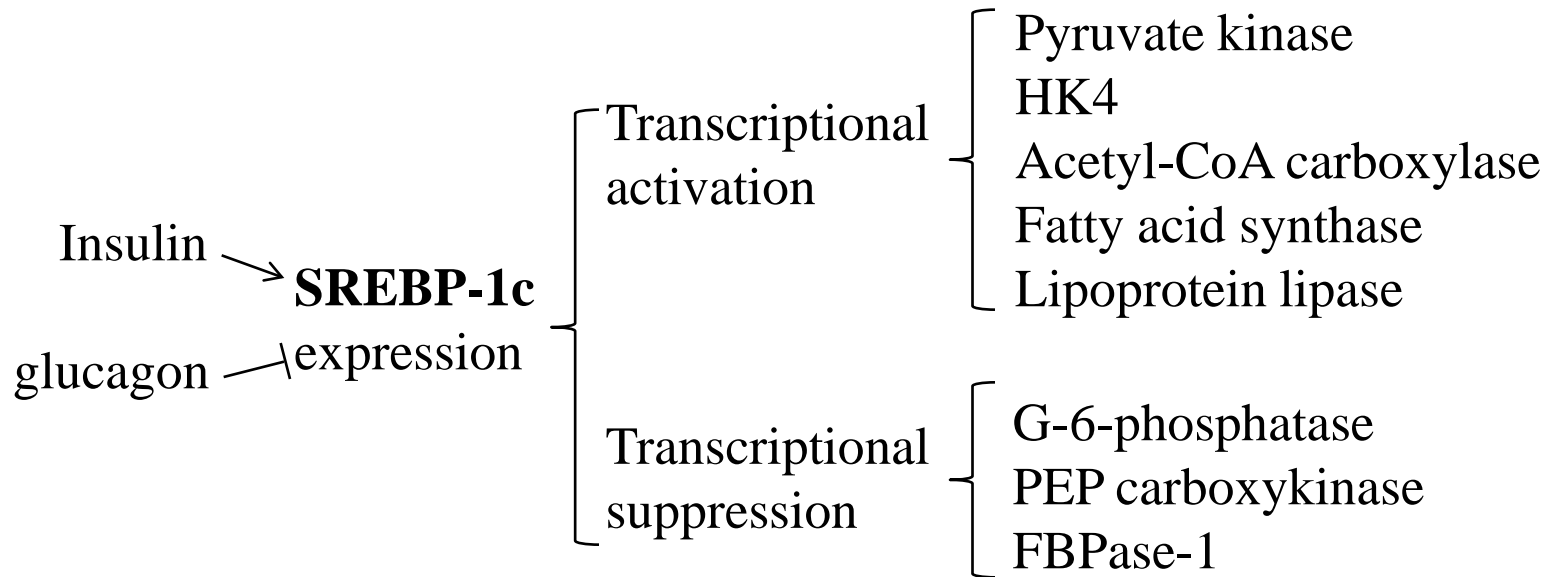 Insulin
glucagon
SREBP-1c
expression
Transcriptional
activation
Pyruvate kinase
HK4
Acetyl-CoA carboxylase
Fatty acid synthase
Lipoprotein lipase
Transcriptional
suppression
G-6-phosphatase
PEP carboxykinase
FBPase-1